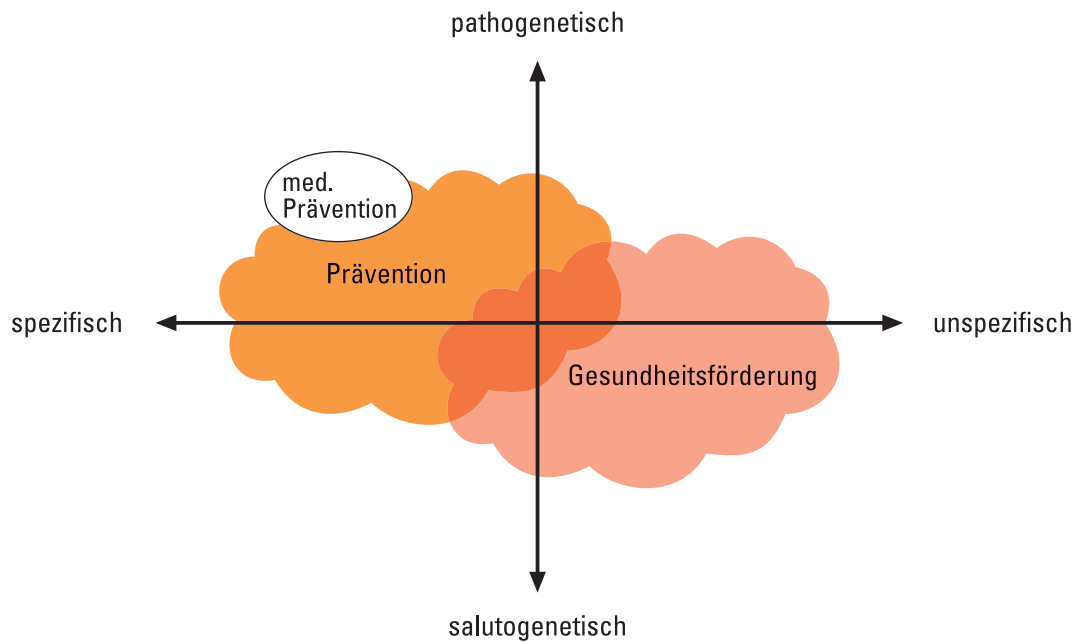 pathogenetisch
med.
Prävention
Prävention
spezifisch
unspezifisch
Gesundheitsförderung
salutogenetisch